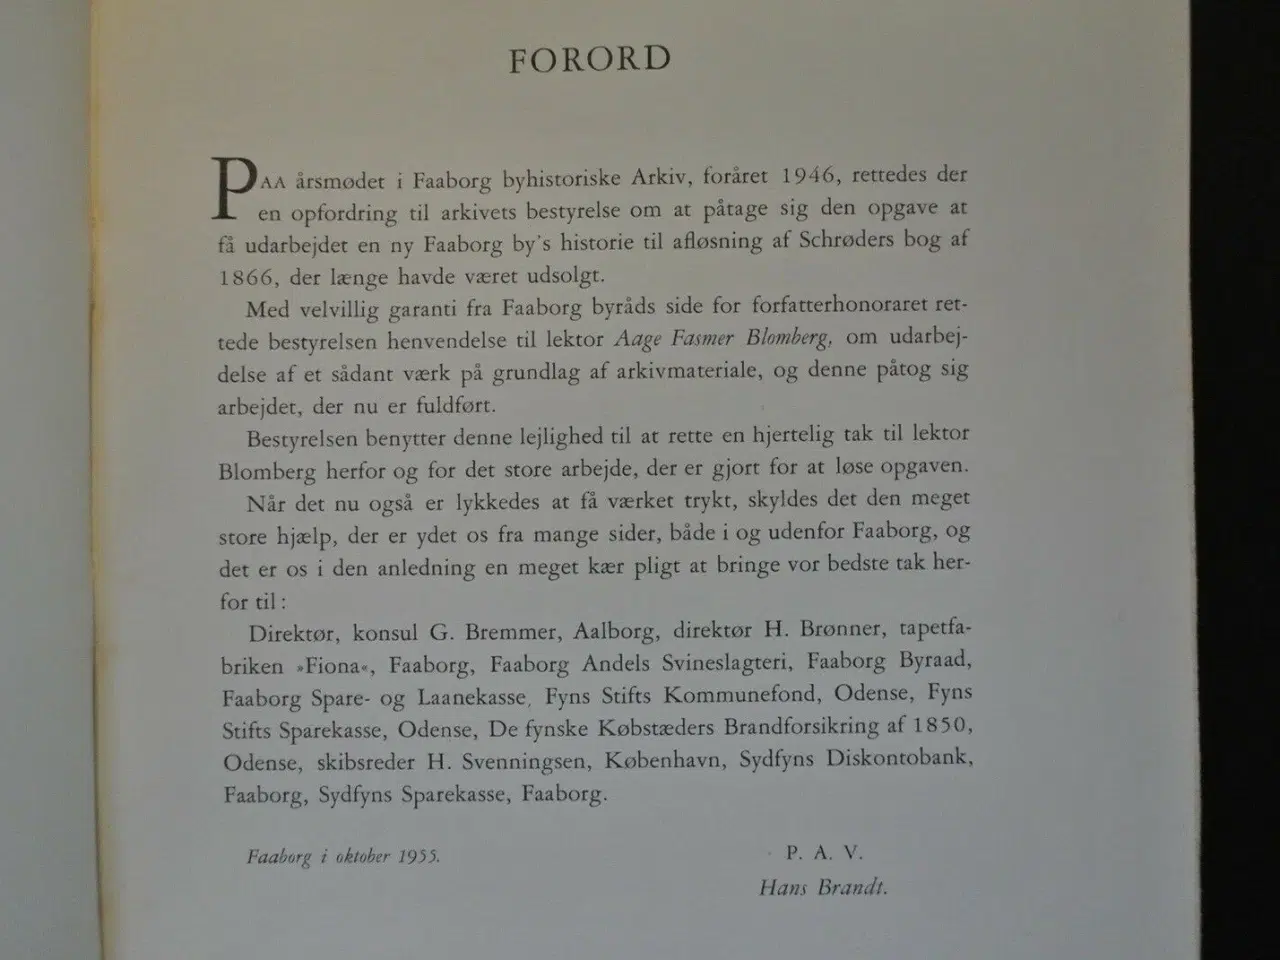 FORORD
PAA årsmødet i Faaborg byhistoriske Arkiv, foråret 1946, rettedes der
en opfordring til arkivets bestyrelse om at påtage sig den opgave at
få udarbejdet en ny Faaborg by's historie til afløsning af Schrøders bog af
1866, der længe havde været udsolgt.
Med velvillig garanti fra Faaborg byråds side for forfatterhonoraret ret-
tede bestyrelsen henvendelse til lektor Aage Fasmer Blomberg, om udarbej-
delse af et sådant værk på grundlag af arkivmateriale, og denne påtog sig
arbejdet, der nu er fuldført.
Bestyrelsen benytter denne lejlighed til at rette en hjertelig tak til lektor
Blomberg herfor og for det store arbejde, der er gjort for at løse opgaven.
Når det nu også er lykkedes at få værket trykt, skyldes det den meget
store hjælp, der er ydet os fra mange sider, både i og udenfor Faaborg, og
det er os i den anledning en meget kær pligt at bringe vor bedste tak her-
for til:
Direktør, konsul G. Bremmer, Aalborg, direktør H. Brønner, tapetfa-
briken »Fiona«, Faaborg, Faaborg Andels Svineslagteri, Faaborg Byraad,
Faaborg Spare- og Laanekasse, Fyns Stifts Kommunefond, Odense, Fyns
Stifts Sparekasse, Odense, De fynske Købstæders Brandforsikring af 1850,
Odense, skibsreder H. Svenningsen, København, Sydfyns Diskontobank,
Faaborg, Sydfyns Sparekasse, Faaborg.
Faaborg i oktober 1955.
P. A. V.
Hans Brandt.